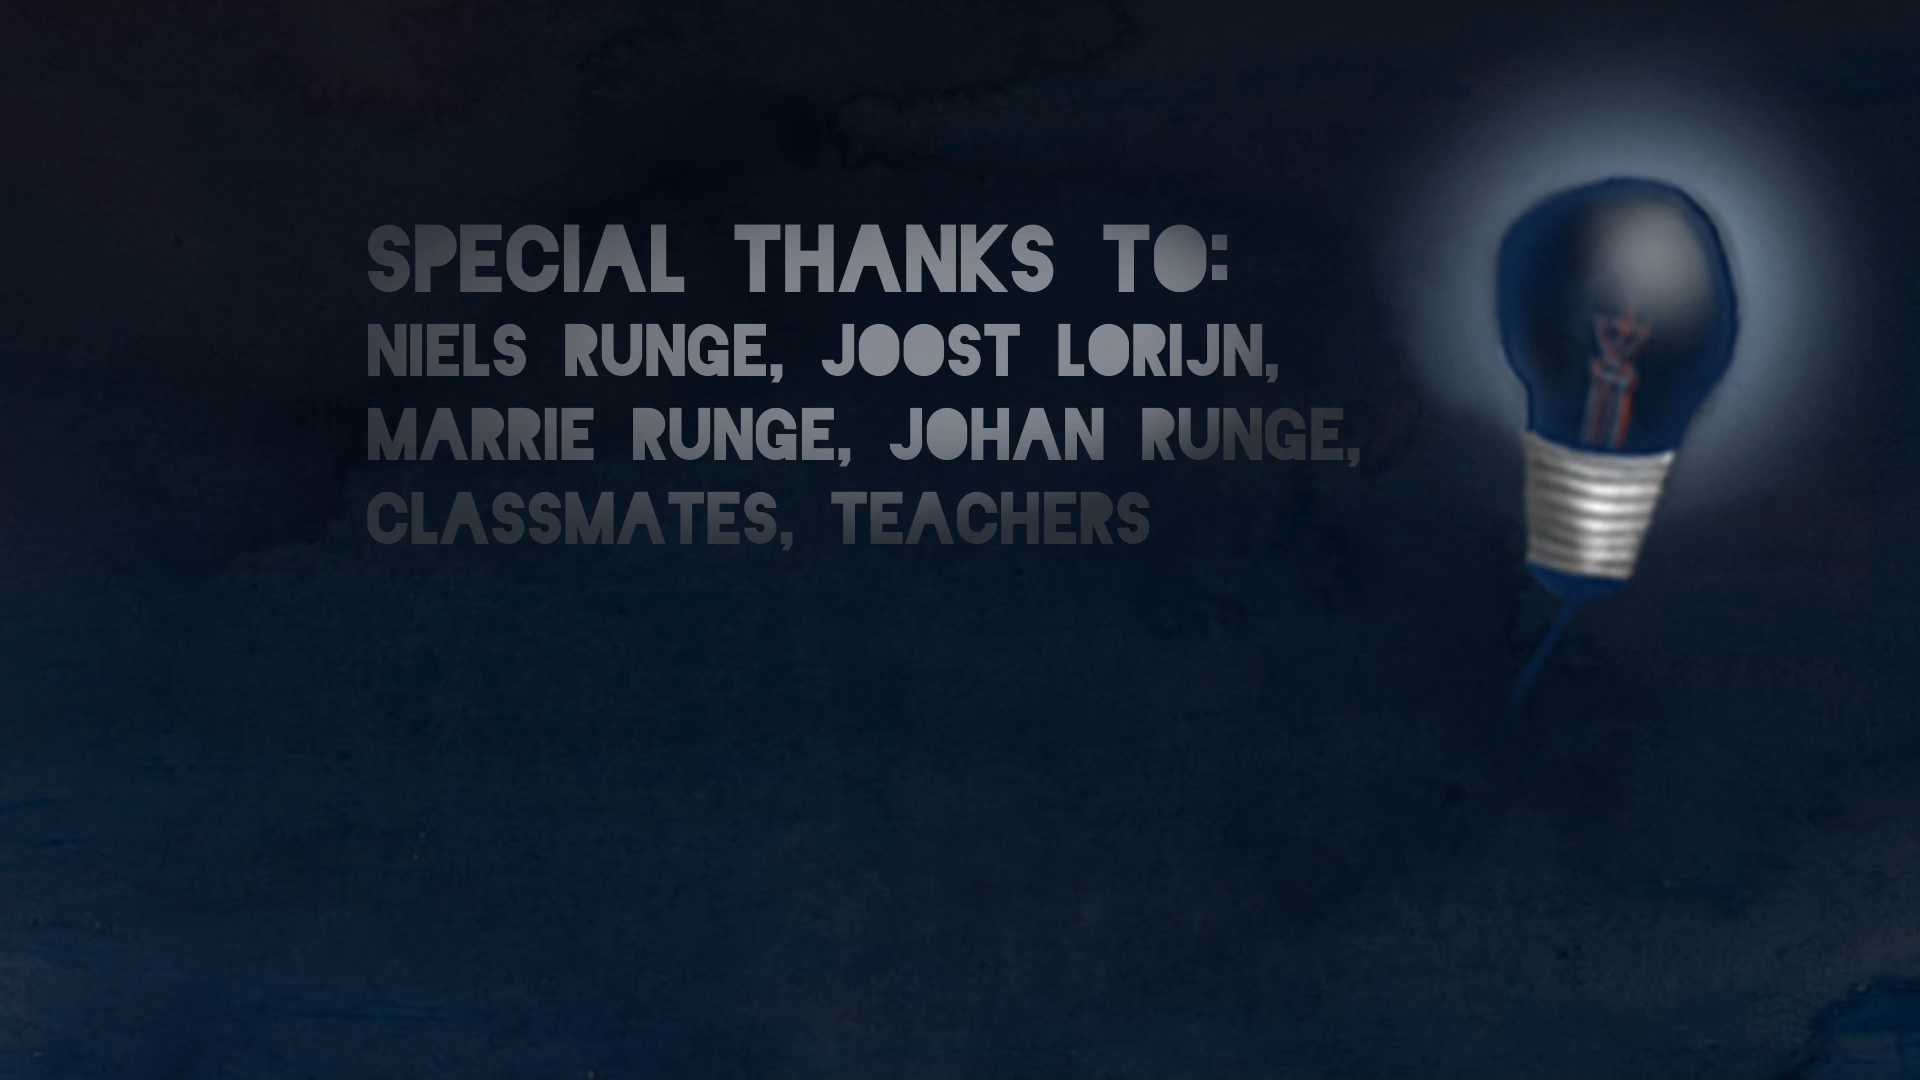 SPECIAL THANKS TO:
NIELS RUNGE, JOOST LORIJN,
MARRIE RUNGE, JOHAN RUNGE,
CLASSMATES, TEACHERS